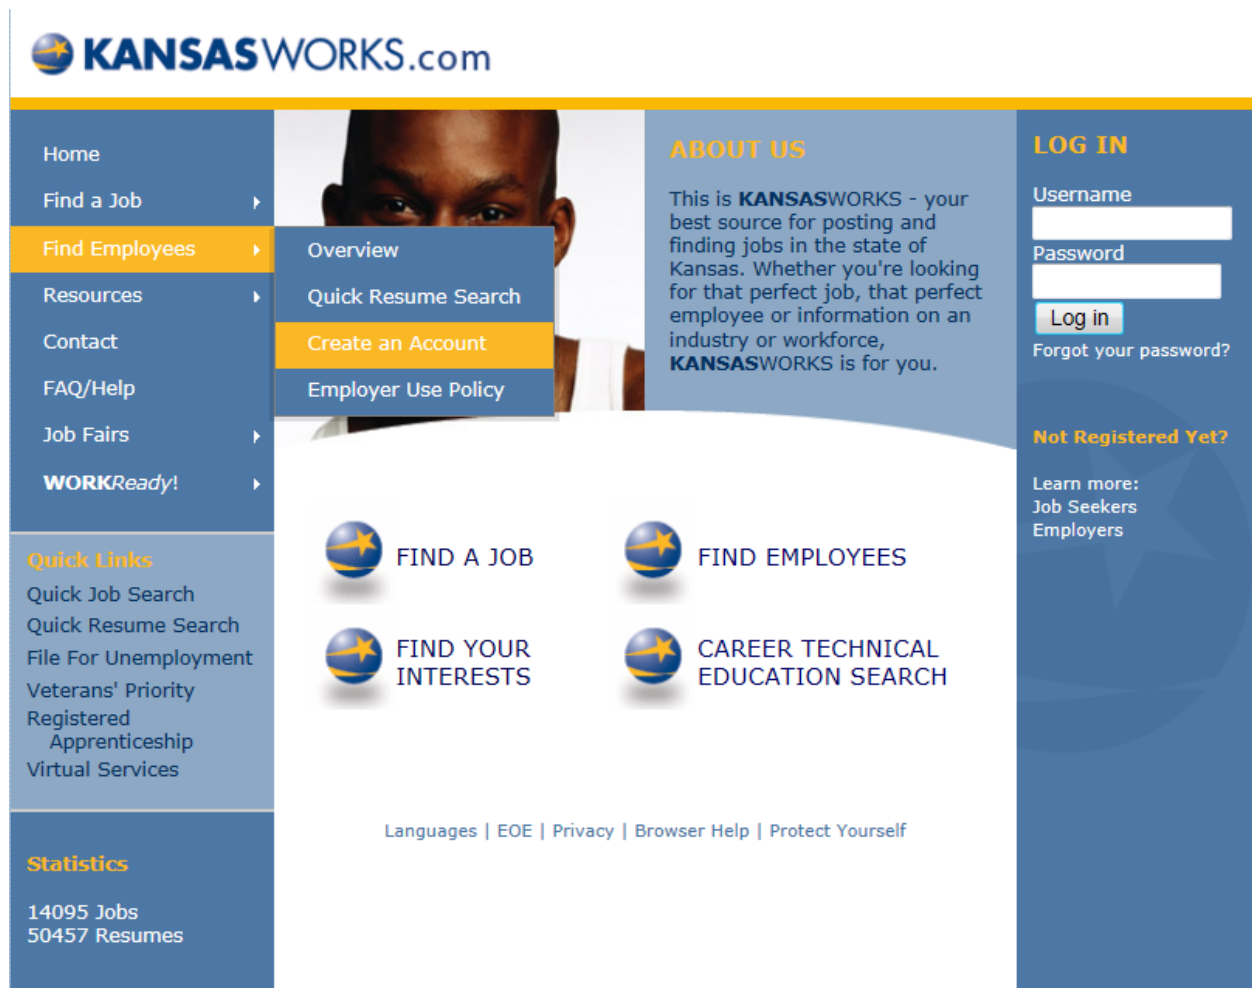 KANSASWORKS.com
Home
Find a Job
Find Employees
Resources
Contact
FAQ/Help
Job Fairs
WORKReady!
Overview
Quick Resume Search
Create an Account
Employer Use Policy
ABOUT US
This is KANSASWORKS - your
best source for posting and
finding jobs in the state of
Kansas. Whether you're looking
for that perfect job, that perfect
employee or information on an
industry or workforce,
KANSASWORKS is for you.
LOG IN
Username
Password
Log in
Forgot your password?
Not Registered Yet?
Learn more:
Job Seekers
Employers
Quick Links
Quick Job Search
Quick Resume Search
File For Unemployment
Veterans' Priority
Registered
Apprenticeship
Virtual Services
Statistics
14095 Jobs
50457 Resumes
FIND A JOB
FIND EMPLOYEES
FIND YOUR
INTERESTS
CAREER TECHNICAL
EDUCATION SEARCH
Languages | EOE | Privacy | Browser Help | Protect Yourself